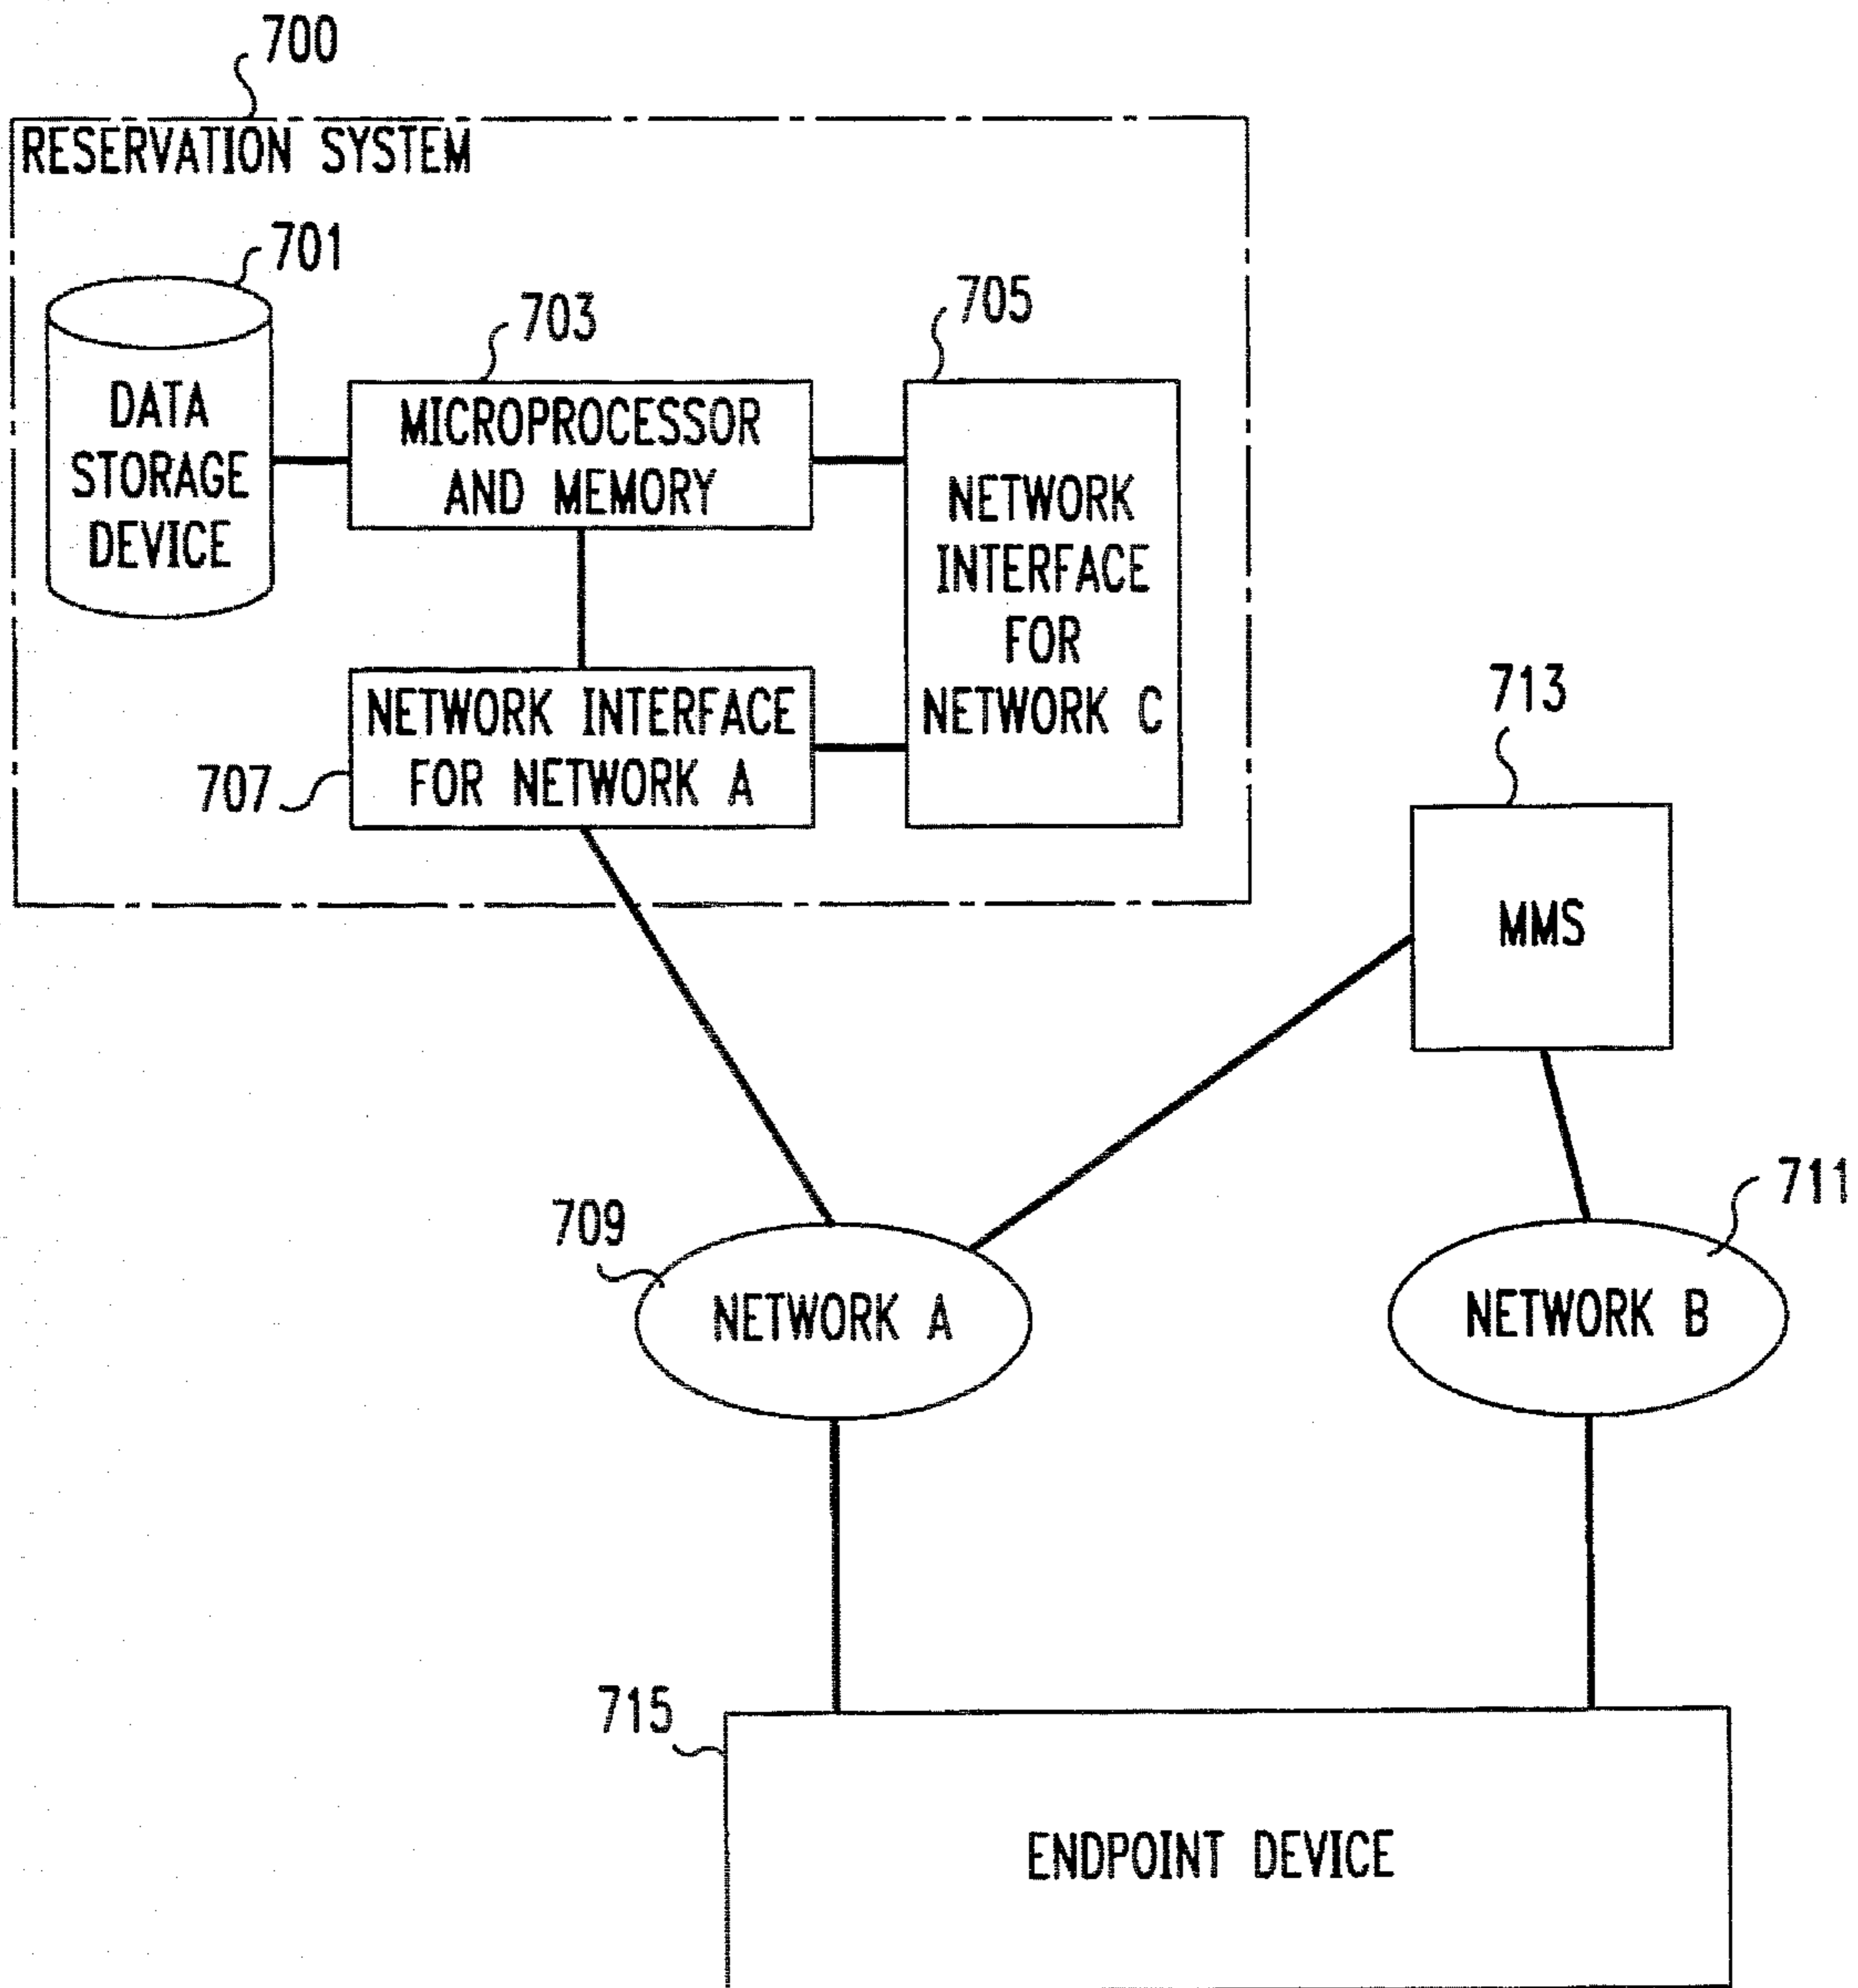 700
RESERVATION SYSTEM
701
703
705
DATA
STORAGE
DEVICE
MICROPROCESSOR
AND MEMORY
NETWORK
INTERFACE
FOR
NETWORK C
NETWORK INTERFACE
FOR NETWORK A
707
713
MMS
709
711
NETWORK A
NETWORK B
715
ENDPOINT DEVICE